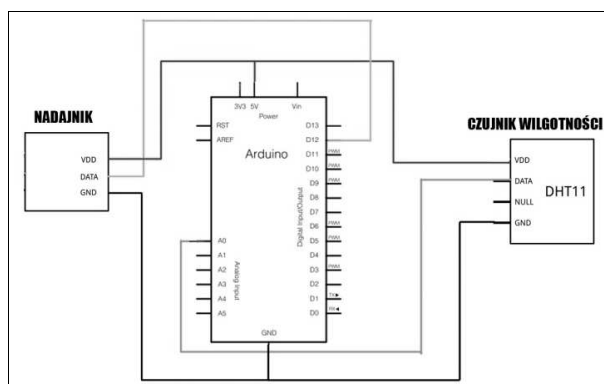 NADAJNIK
VDD
DATA
GND
3V3 5V Vin
Power
Arduino
RST
AREF
Analog Input
A0
A1
A2
A3
A4
A5
Digital Input/Output
D13
D12
D11 PWM
D10 PWM
D9 PWM
D8
D7
D6 PWM
D5 PWM
D4
D3 PWM
D2
D1 TX▶
D0 RX◀
GND
CZUJNIK WILGOTNOŚCI
VDD
DATA
NULL
GND
DHT11